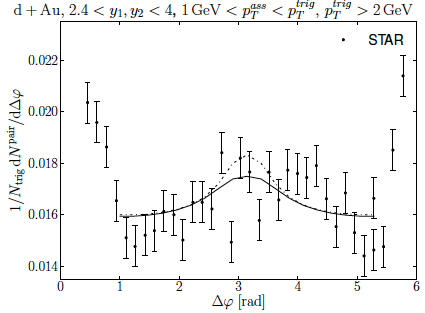 d + Au, 2.4 < y₁, y₂ < 4, 1 GeV < p_T^{ass} < p_T^{trig}, p_T^{trig} > 2 GeV
STAR
0.022
0.020
0.018
0.016
0.014
1/N_{trig} dN^{pair}/dΔφ
0 1 2 3 4 5 6
Δφ [rad]